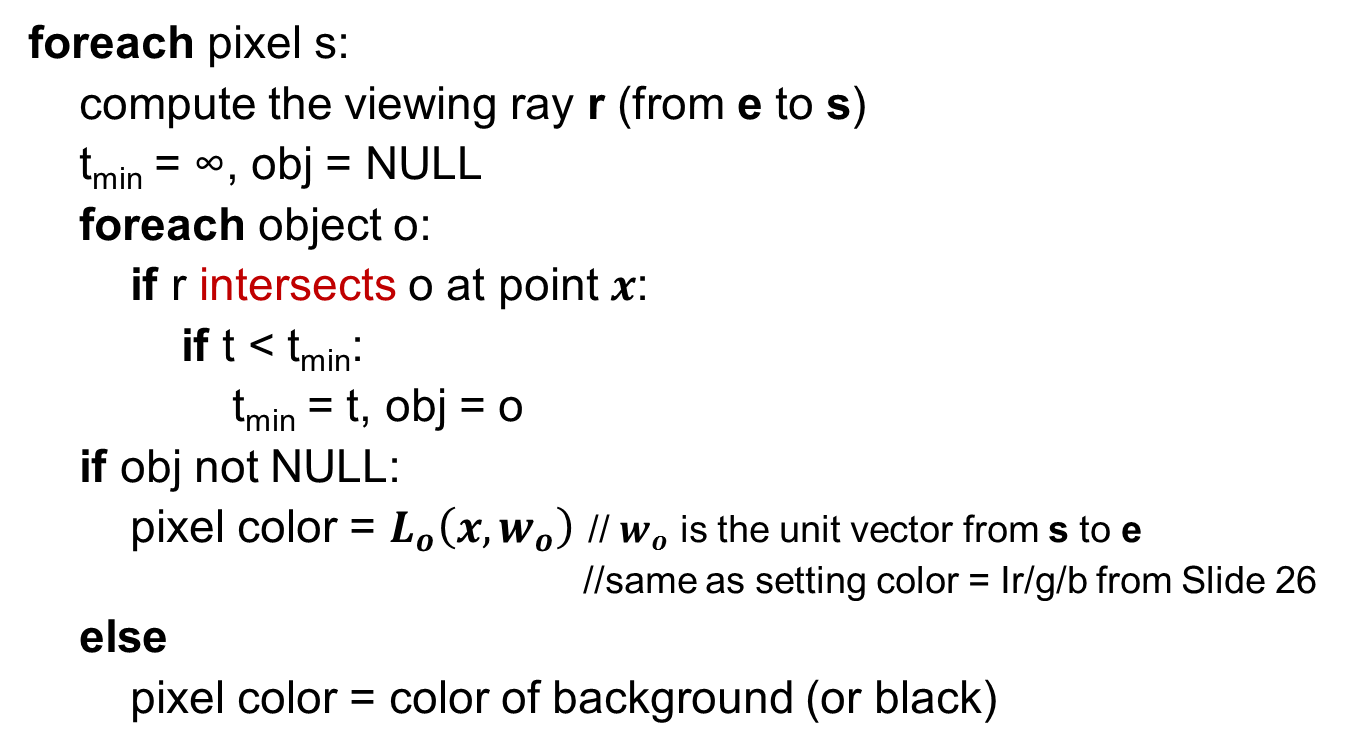 foreach pixel s:
compute the viewing ray r (from e to s)
tmin = ∞, obj = NULL
foreach object o:
if r intersects o at point x:
if t < tmin:
tmin = t, obj = o
if obj not NULL:
pixel color = Lo(x, wo) // wo is the unit vector from s to e
//same as setting color = Ir/g/b from Slide 26
else
pixel color = color of background (or black)